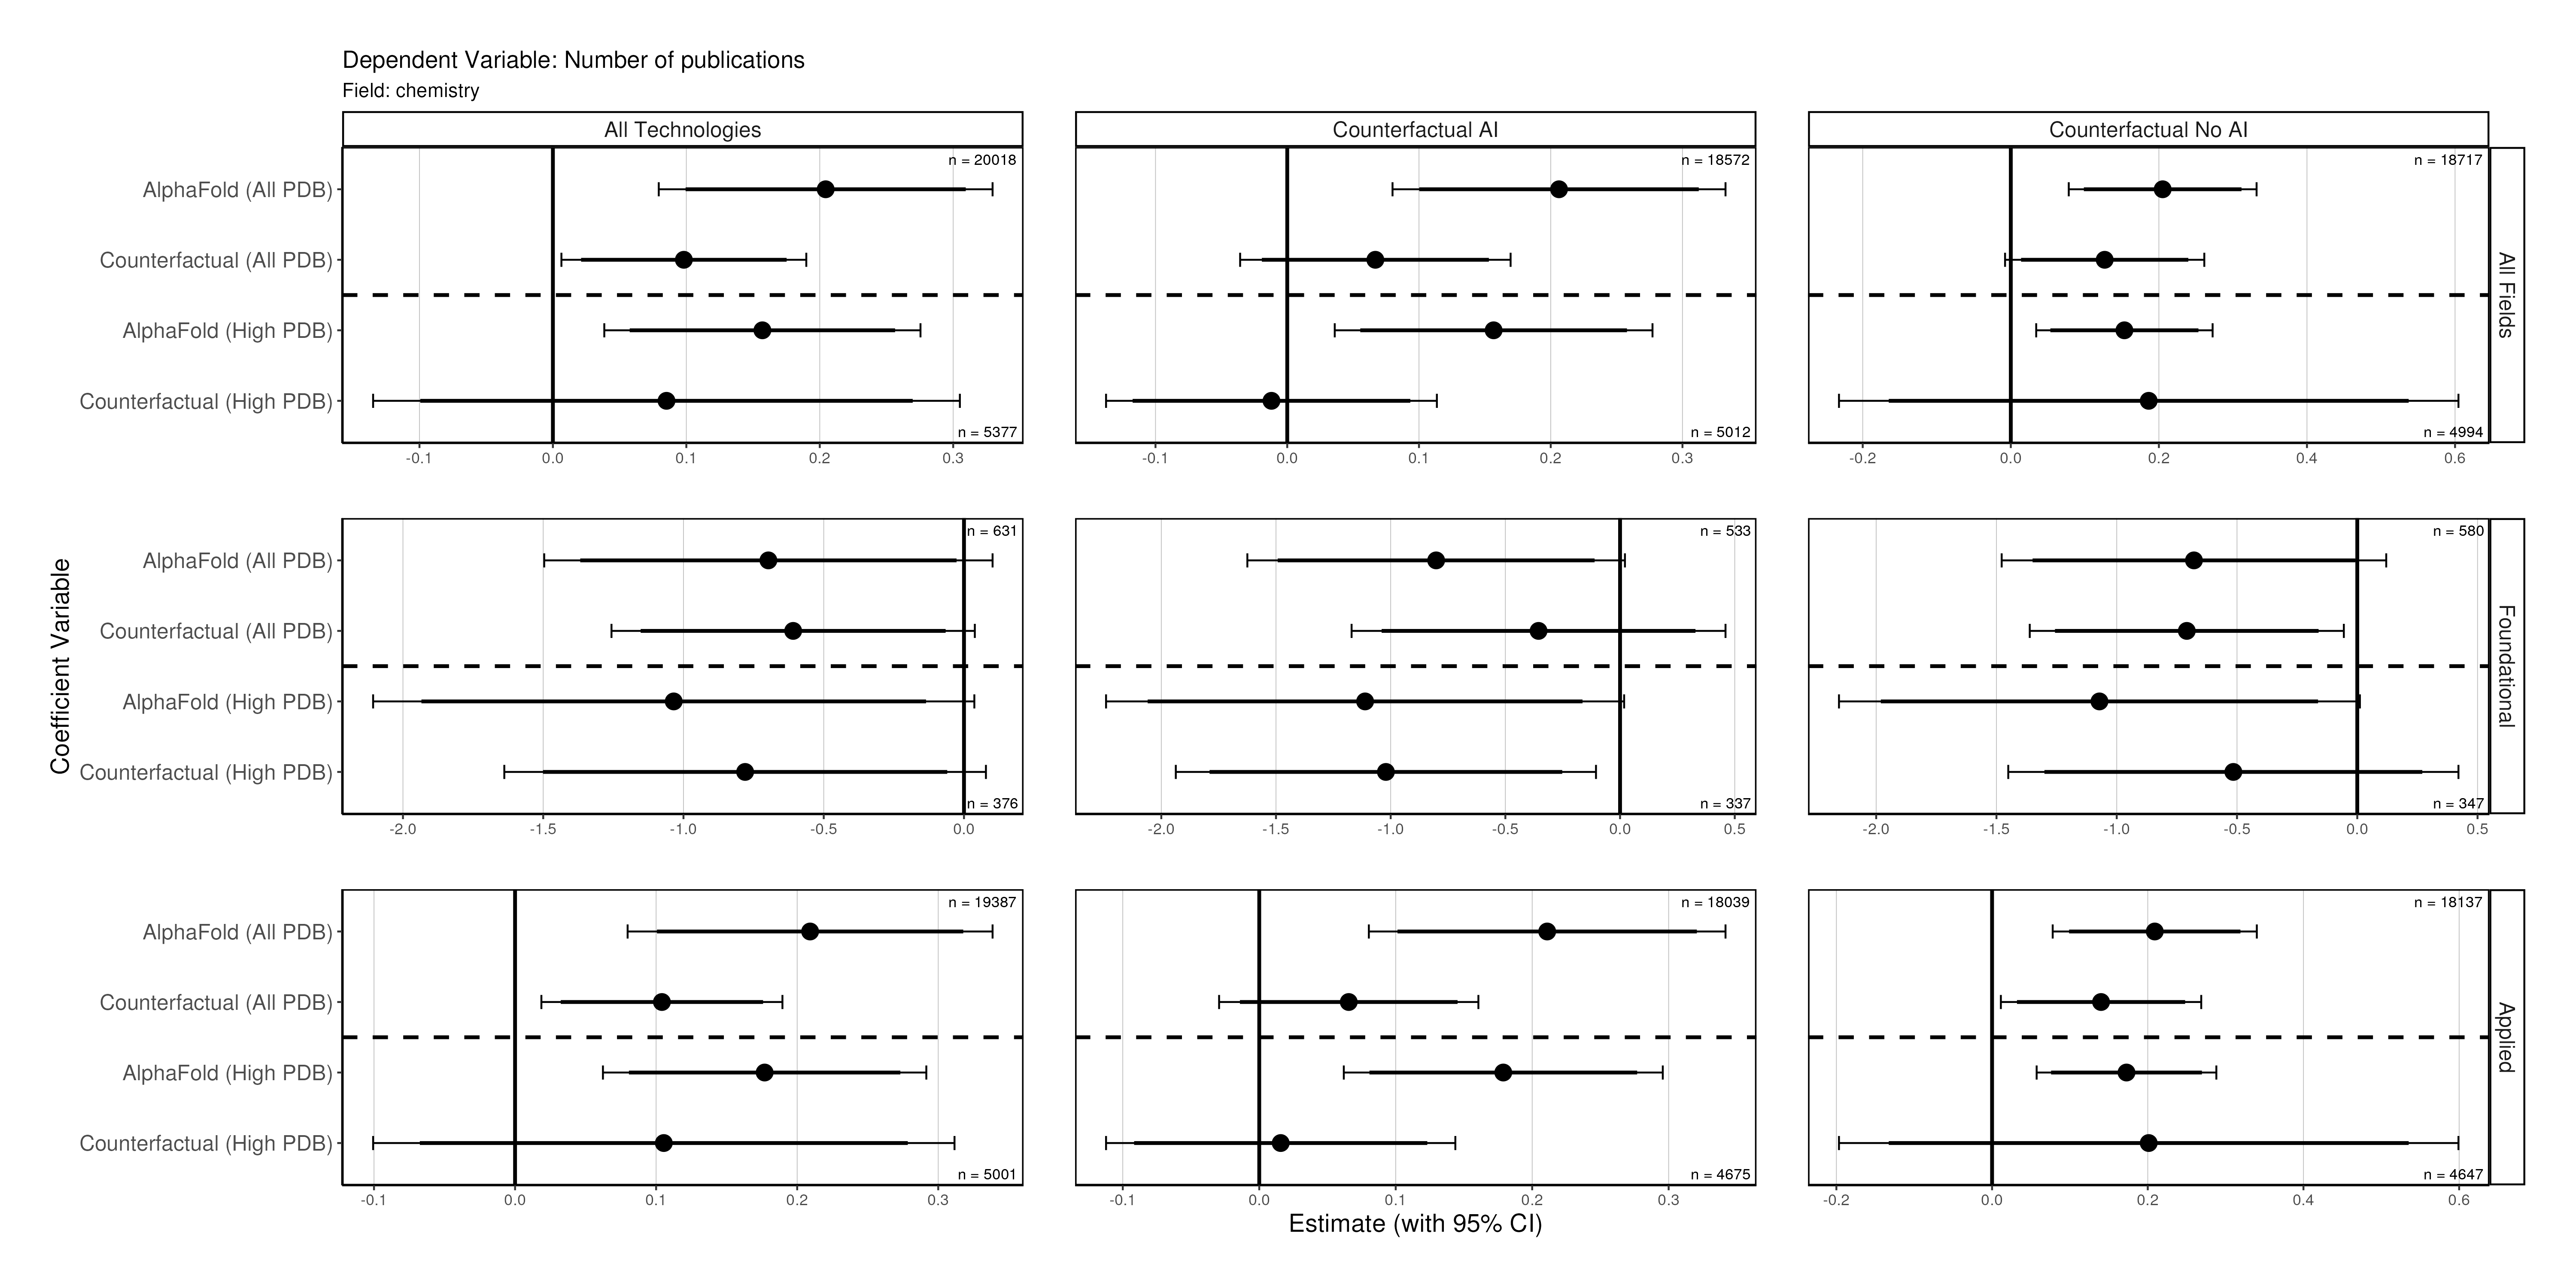 Dependent Variable: Number of publications
Field: chemistry
All Technologies
Counterfactual AI
Counterfactual No AI
AlphaFold (All PDB)
Counterfactual (All PDB)
AlphaFold (High PDB)
Counterfactual (High PDB)
n = 20018
n = 5377
-0.1 0.0 0.1 0.2 0.3
n = 18572
n = 5012
-0.1 0.0 0.1 0.2 0.3
n = 18717
n = 4994
-0.2 0.0 0.2 0.4 0.6
All Fields
Coefficient Variable
AlphaFold (All PDB)
Counterfactual (All PDB)
AlphaFold (High PDB)
Counterfactual (High PDB)
n = 631
n = 376
-2.0 -1.5 -1.0 -0.5 0.0
n = 533
n = 337
-2.0 -1.5 -1.0 -0.5 0.0 0.5
n = 580
n = 347
-2.0 -1.5 -1.0 -0.5 0.0 0.5
Foundational
AlphaFold (All PDB)
Counterfactual (All PDB)
AlphaFold (High PDB)
Counterfactual (High PDB)
n = 19387
n = 5001
-0.1 0.0 0.1 0.2 0.3
n = 18039
n = 4675
-0.1 0.0 0.1 0.2 0.3
n = 18137
n = 4647
-0.2 0.0 0.2 0.4 0.6
Applied
Estimate (with 95% CI)